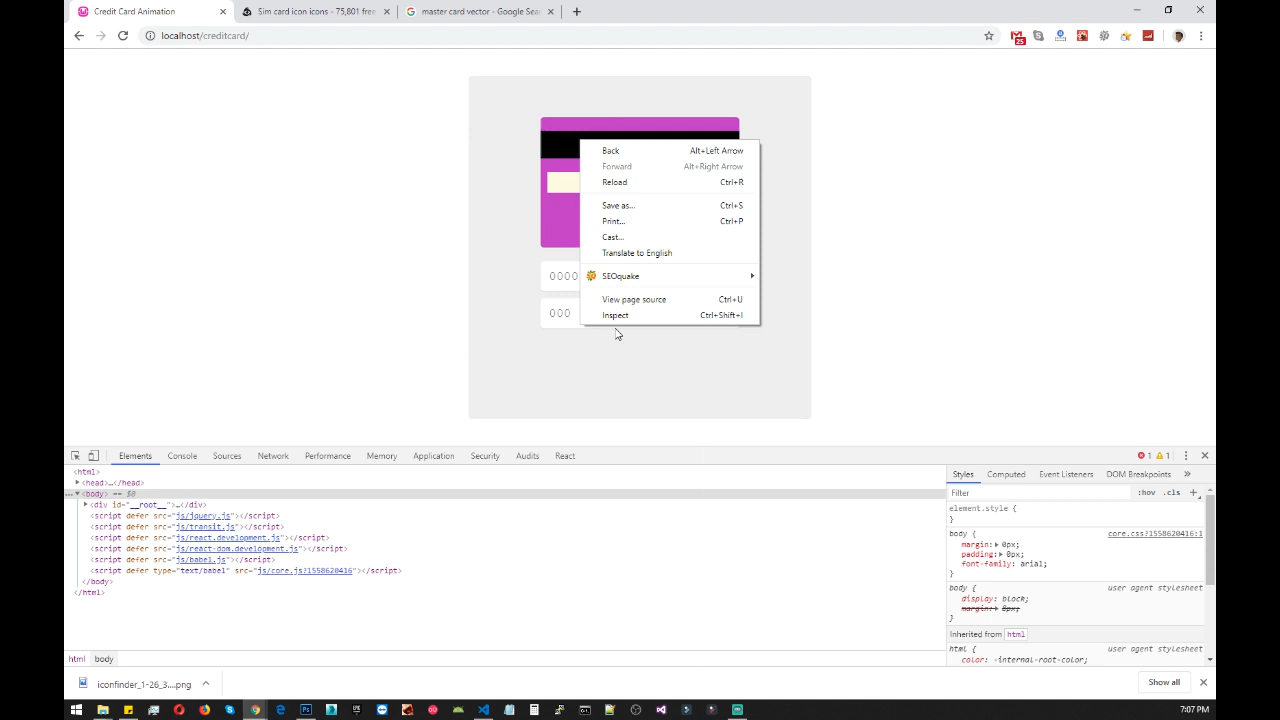 Credit Card Animation
Sim card icon icons - 75,801 free
master card vector - Google Sea
localhost/creditcard/
25
Back Alt+Left Arrow
Forward Alt+Right Arrow
Reload Ctrl+R
Save as... Ctrl+S
Print... Ctrl+P
Cast...
Translate to English
SEOquake
View page source Ctrl+U
Inspect Ctrl+Shift+I
0000
000
Elements Console Sources Network Performance Memory Application Security Audits React
1 1
<html>
<head>…</head>
… <body> == $0
<div id="__root__">…</div>
<script defer src="js/jquery.js"></script>
<script defer src="js/transit.js"></script>
<script defer src="js/react.development.js"></script>
<script defer src="js/react-dom.development.js"></script>
<script defer src="js/babel.js"></script>
<script defer type="text/babel" src="js/core.js?1558620416"></script>
</body>
</html>
html body
Styles Computed Event Listeners DOM Breakpoints »
Filter :hov .cls +
element.style {
}
body { core.css?1558620416:1
margin: 0px;
padding: 0px;
font-family: arial;
}
body { user agent stylesheet
display: block;
margin: 8px;
}
Inherited from html
html { user agent stylesheet
color: -internal-root-color;
iconfinder_1-26_3....png
Show all
7:07 PM